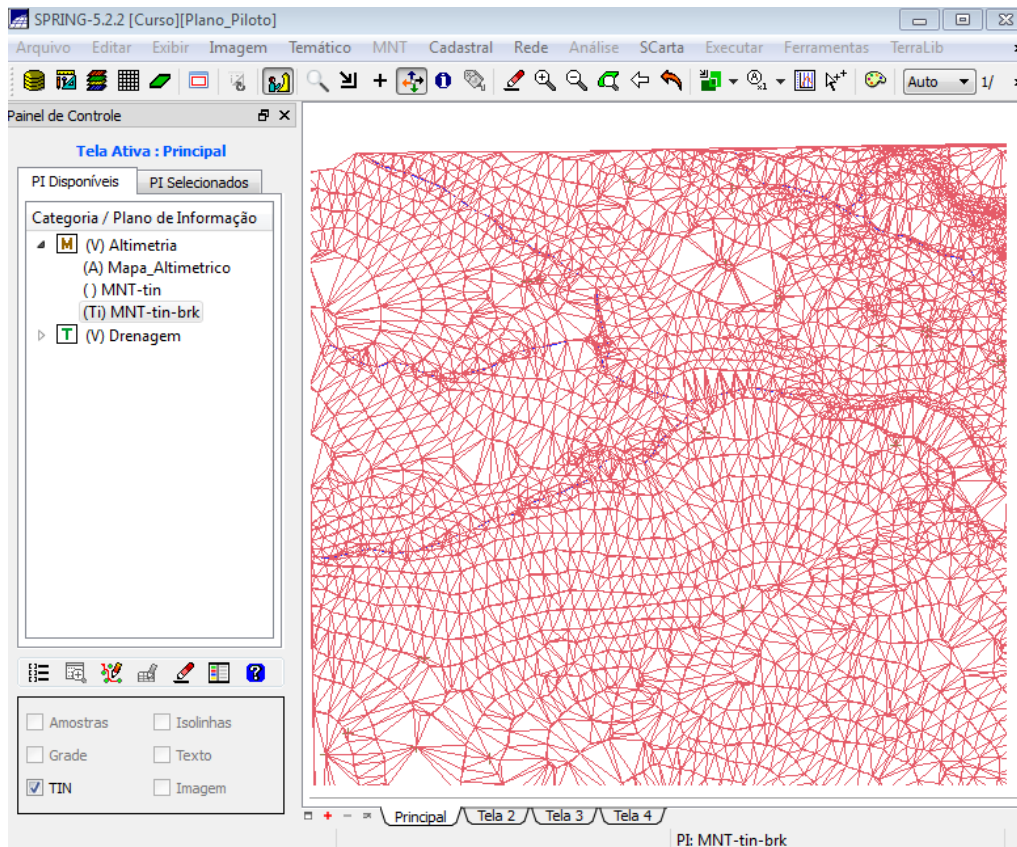 SPRING-5.2.2 [Curso][Plano_Piloto]
Arquivo Editar Exibir Imagem Temático MNT Cadastral Rede Análise SCarta Executar Ferramentas TerraLib
Auto 1/
Painel de Controle
Tela Ativa : Principal
PI Disponíveis PI Selecionados
Categoria / Plano de Informação
M (V) Altimetria
(A) Mapa_Altimetrico
( ) MNT-tin
(Ti) MNT-tin-brk
T (V) Drenagem
Amostras Isolinhas
Grade Texto
TIN Imagem
Principal Tela 2 Tela 3 Tela 4
PI: MNT-tin-brk